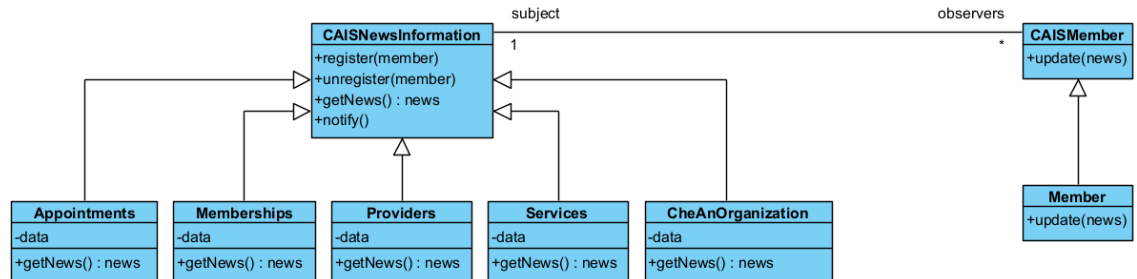 subject
observers
1
*
CAISNewsInformation
+register(member)
+unregister(member)
+getNews() : news
+notify()
CAISMember
+update(news)
Appointments
-data
+getNews() : news
Memberships
-data
+getNews() : news
Providers
-data
+getNews() : news
Services
-data
+getNews() : news
CheAnOrganization
-data
+getNews() : news
Member
+update(news)